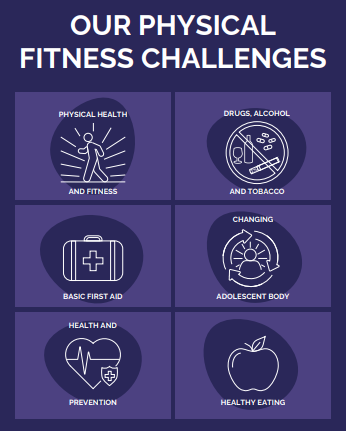 OUR PHYSICAL
FITNESS CHALLENGES
PHYSICAL HEALTH
AND FITNESS
DRUGS, ALCOHOL
AND TOBACCO
BASIC FIRST AID
CHANGING
ADOLESCENT BODY
HEALTH AND
PREVENTION
HEALTHY EATING